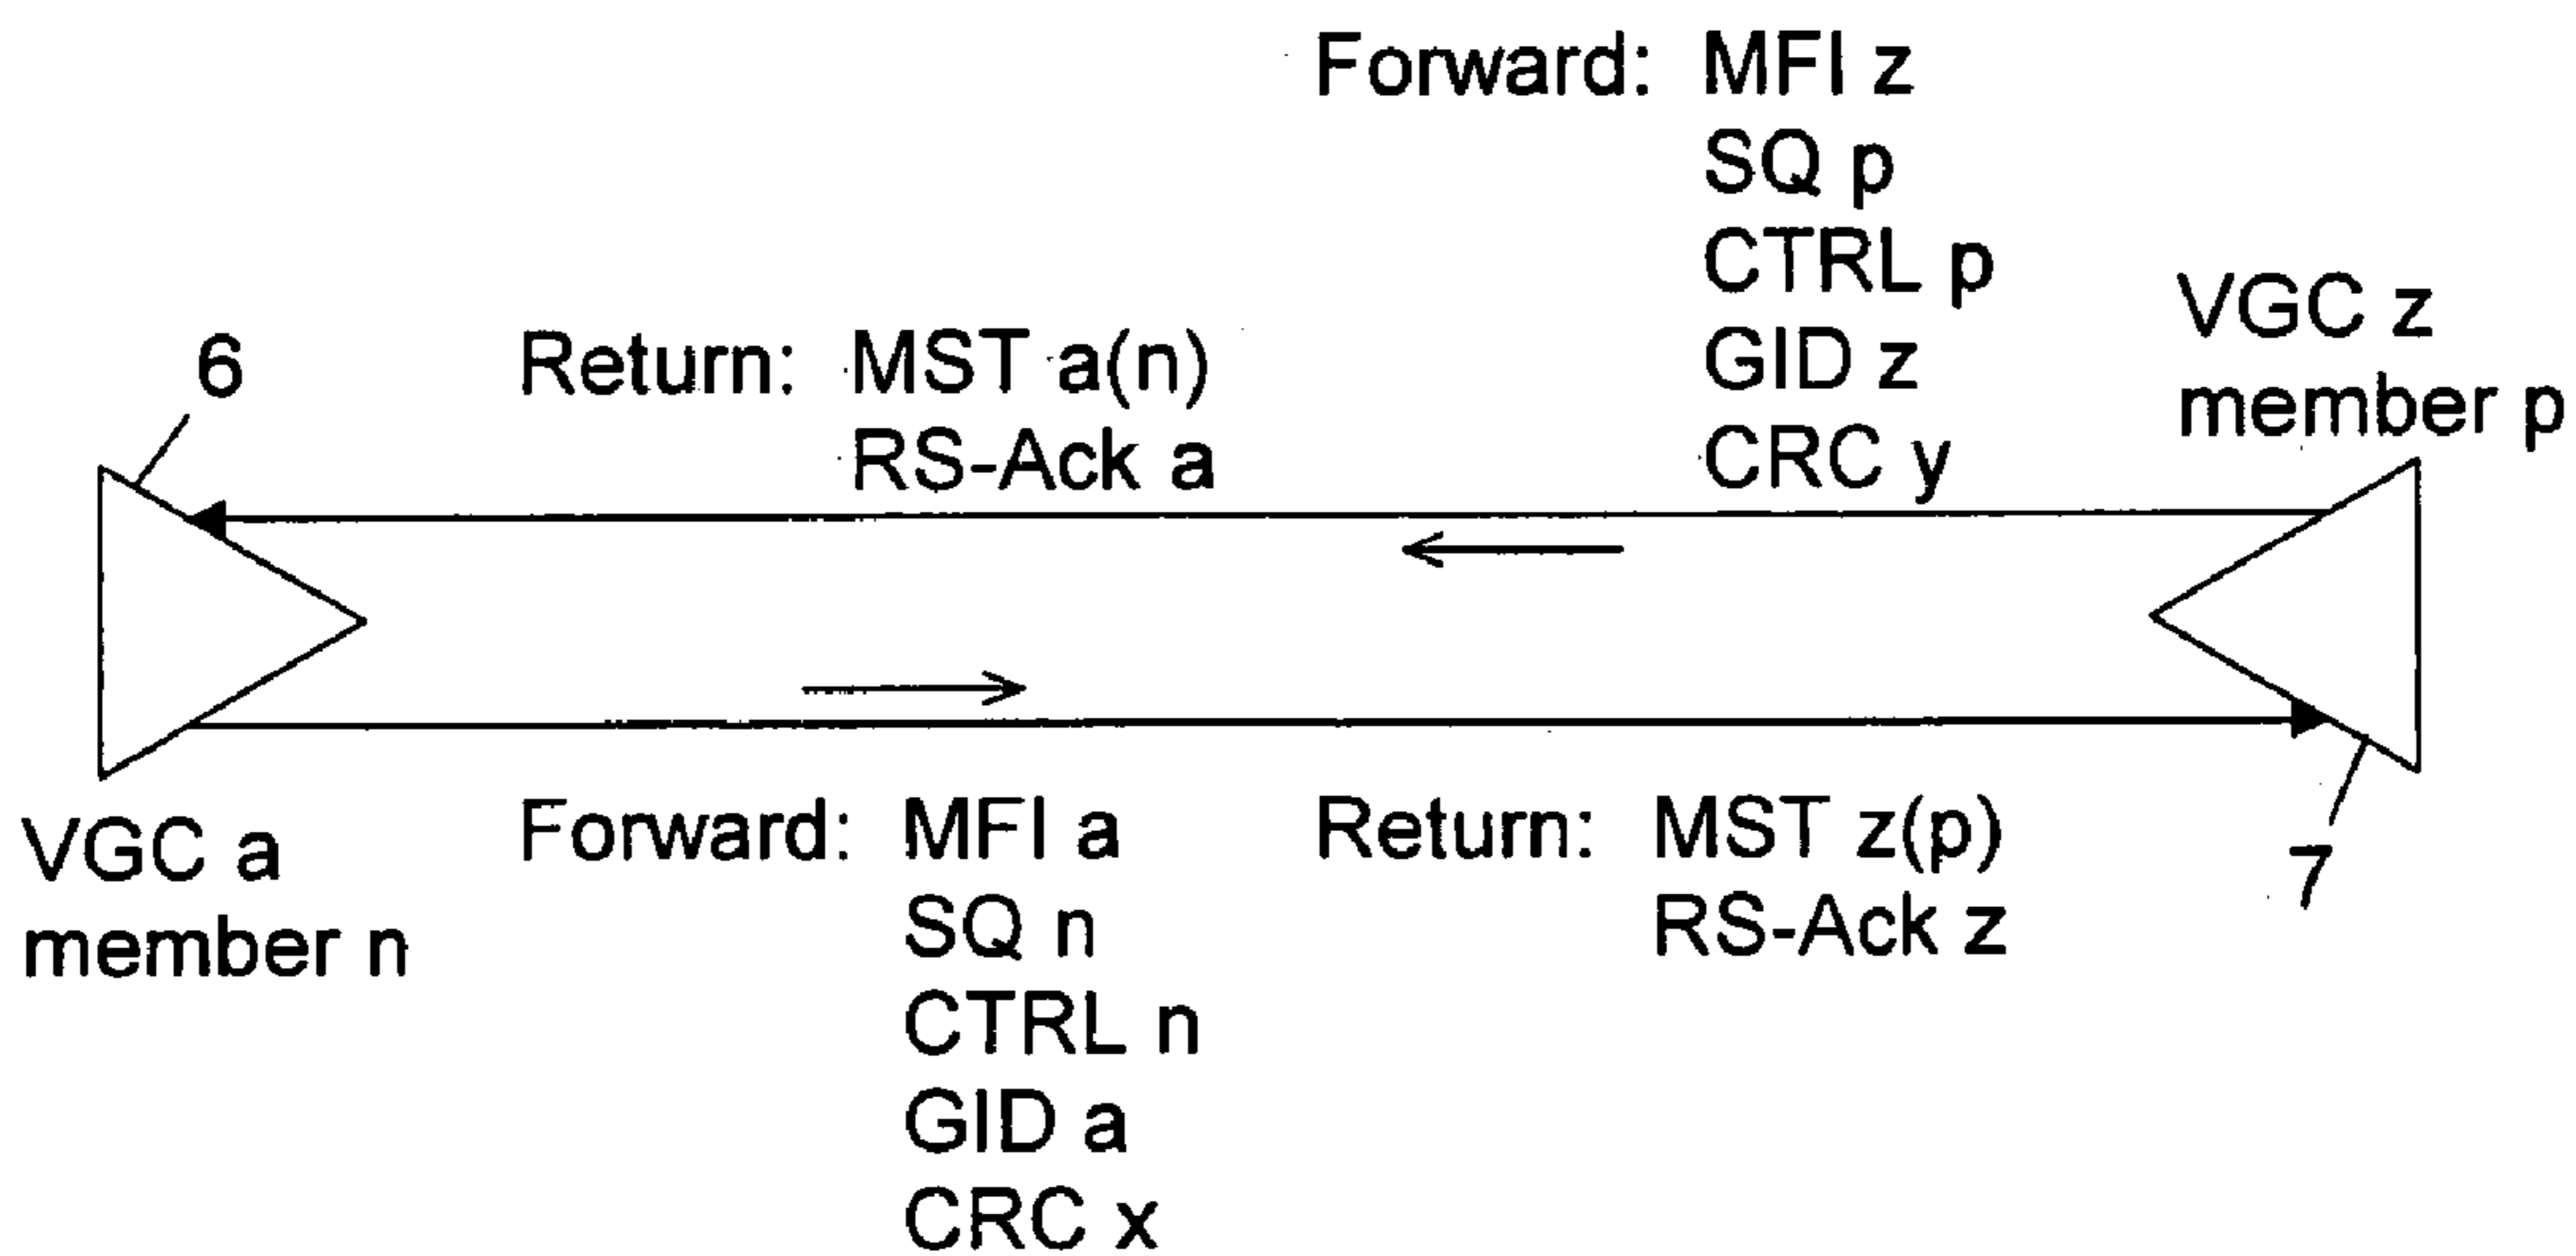 Forward: MFI z
SQ p
CTRL p
GID z
CRC y
VGC z
member p
6
Return: MST a(n)
RS-Ack a
VGC a
member n
Forward: MFI a
SQ n
CTRL n
GID a
CRC x
Return: MST z(p)
RS-Ack z
7